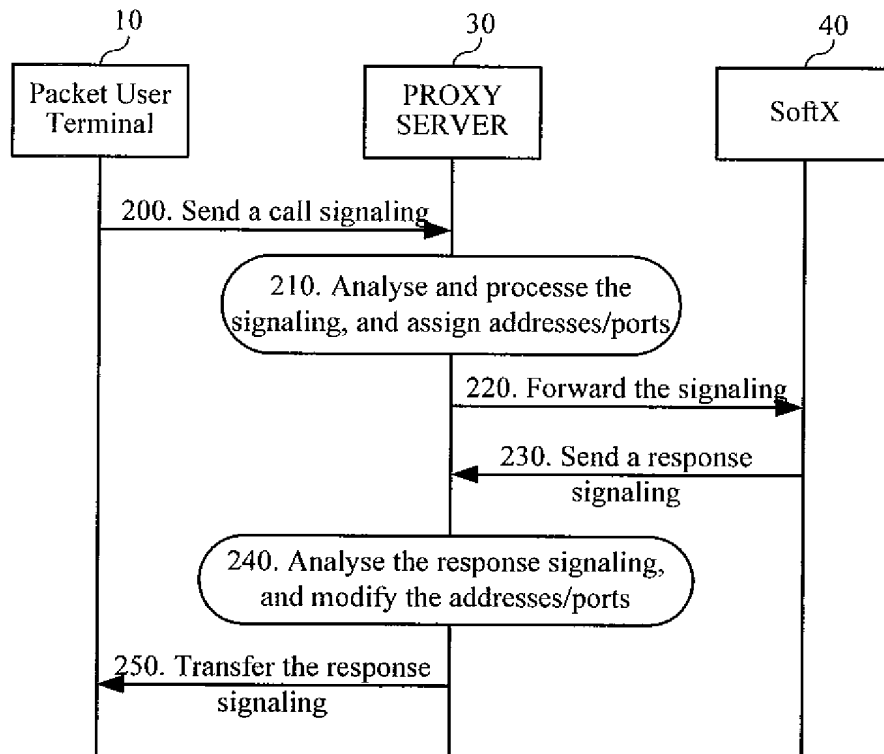 10
30
40
Packet User
Terminal
PROXY
SERVER
SoftX
200. Send a call signaling
210. Analyse and processe the
signaling, and assign addresses/ports
220. Forward the signaling
230. Send a response
signaling
240. Analyse the response signaling,
and modify the addresses/ports
250. Transfer the response
signaling